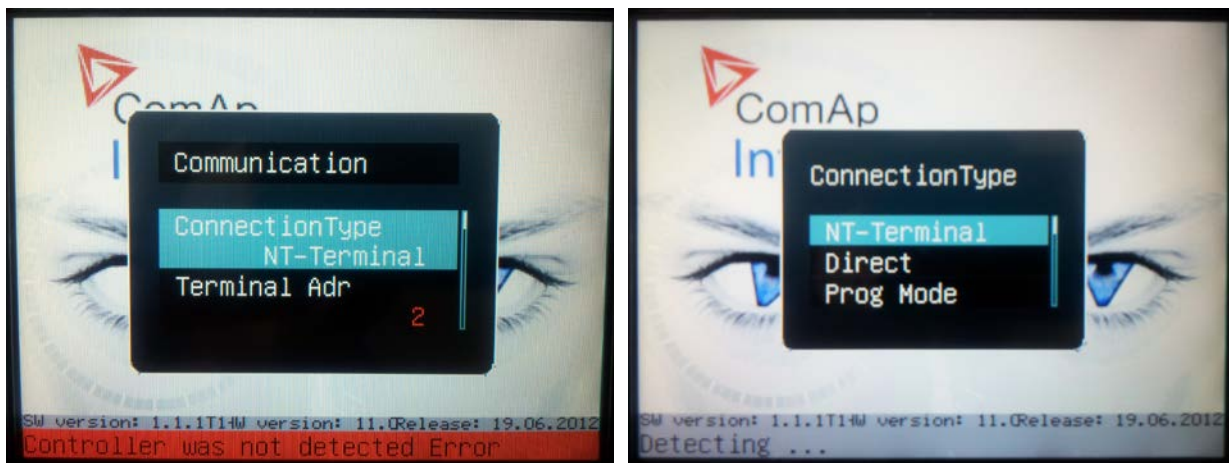 ComAp
I
Communication
ConnectionType
NT-Terminal
Terminal Adr
2
SW version: 1.1.1T1HW version: 11.0Release: 19.06.2012
Controller was not detected Error
ComAp
In
ConnectionType
NT-Terminal
Direct
Prog Mode
SW version: 1.1.1T1HW version: 11.0Release: 19.06.2012
Detecting ...